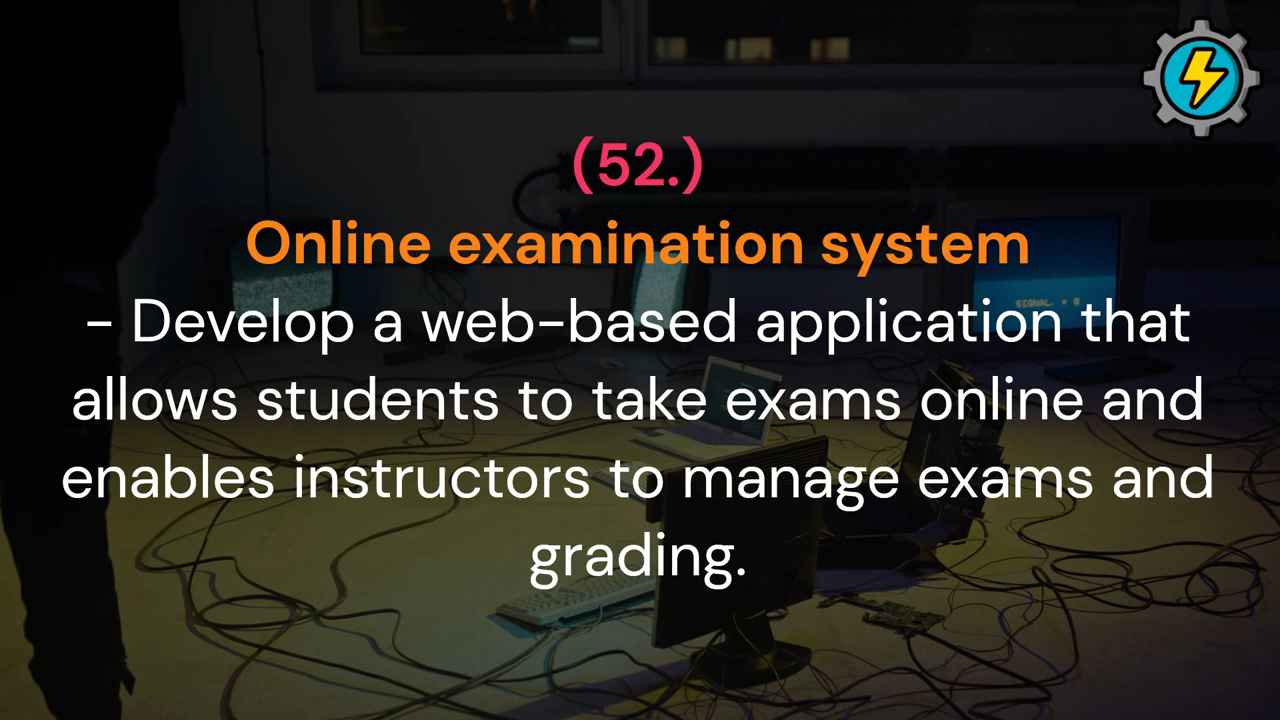 (52.)
Online examination system
- Develop a web-based application that
allows students to take exams online and
enables instructors to manage exams and
grading.